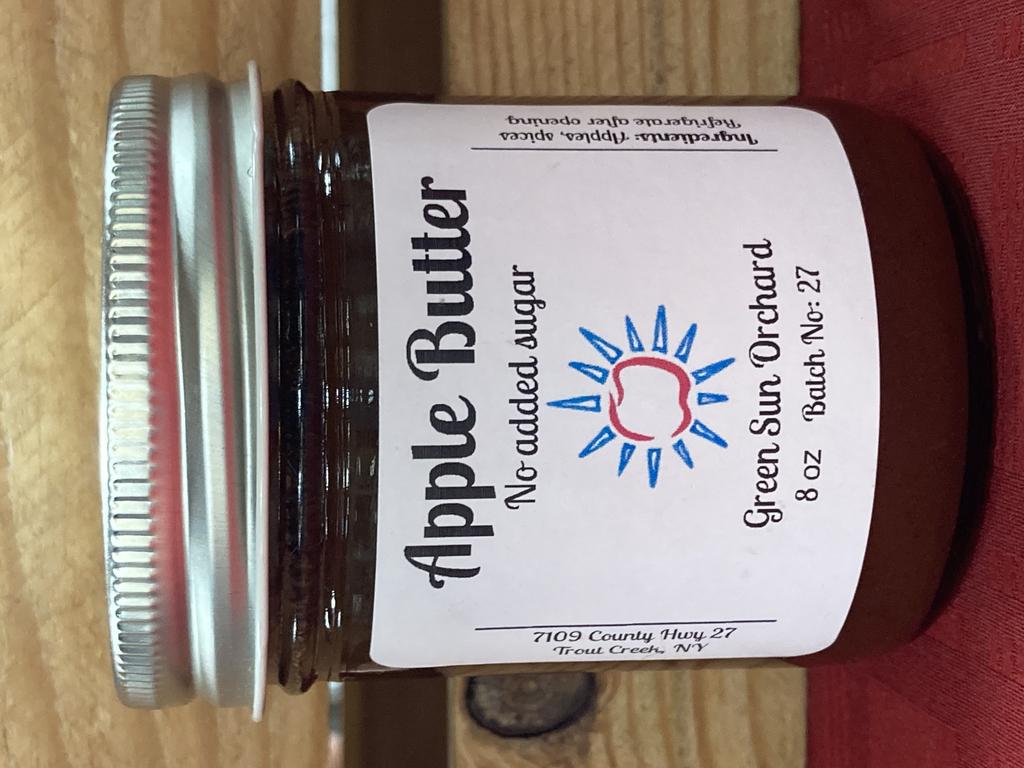 Apple Butter
No added sugar
Green Sun Orchard
8 oz Batch No: 27
7109 County Hwy 27
Trout Creek, NY
Ingredients: Apples, spices
Refrigerate after opening